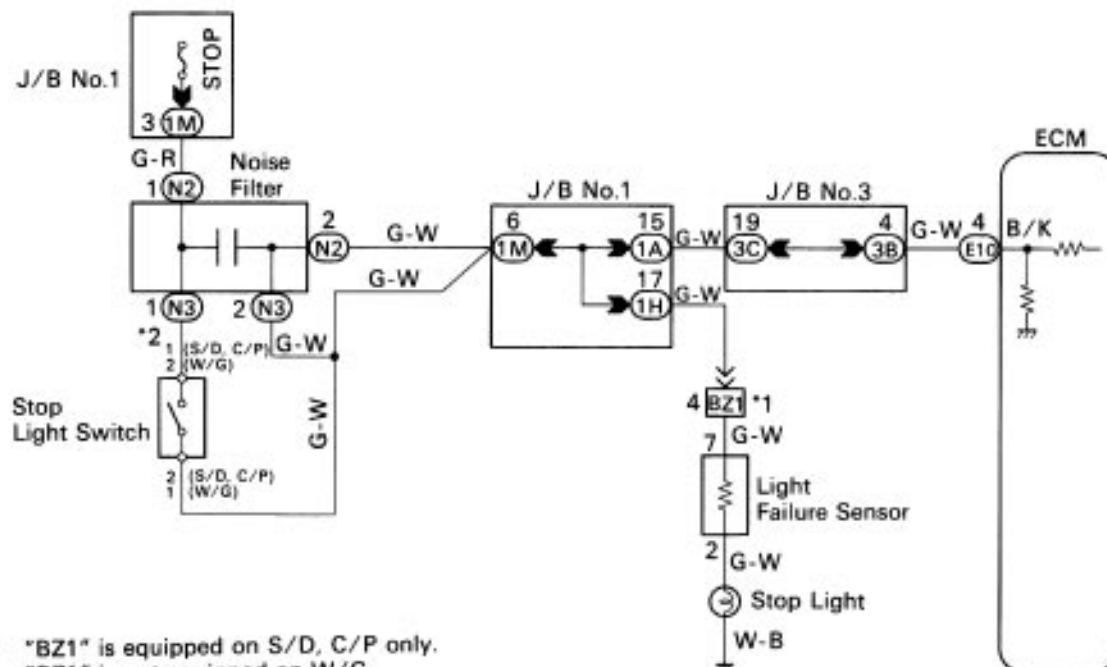 J/B No.1
STOP
3 1M
G-R
Noise
Filter
1 N2
2
N2
G-W
G-W
1 N3
2 N3
*2
1 (S/D, C/P)
2 (W/G)
G-W
Stop
Light Switch
G-W
2 (S/D, C/P)
1 (W/G)
J/B No.1
6
1M
15
1A
17
1H
G-W
G-W
J/B No.3
19
3C
4
3B
G-W
4
E10
ECM
B/K
4 BZ1 *1
G-W
7
Light
Failure Sensor
2
G-W
Stop Light
W-B
"BZ1" is equipped on S/D, C/P only.